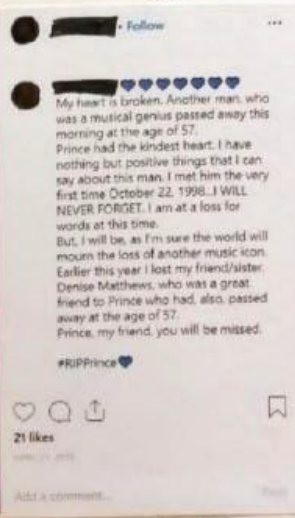 • Follow
...
💙💙💙💙💙💙💙
My heart is broken. Another man, who
was a musical genius passed away this
morning at the age of 57.
Prince had the kindest heart. I have
nothing but positive things that I can
say about this man. I met him the very
first time October 22, 1998...I WILL
NEVER FORGET. I am at a loss for
words at this time.
But, I will be, as I'm sure the world will
mourn the loss of another music icon.
Earlier this year I lost my friend/sister,
Denise Matthews, who was a great
friend to Prince who had, also, passed
away at the age of 57.
Prince, my friend, you will be missed.
#RIPPrince💙
21 likes
Add a comment...
Post